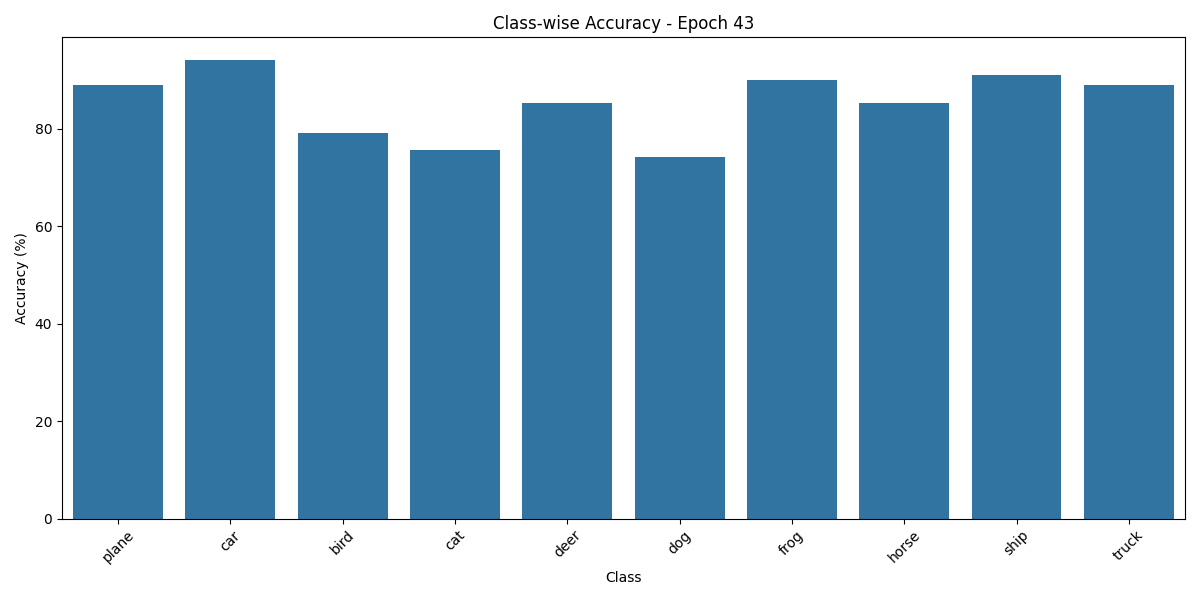 Class-wise Accuracy - Epoch 43
Accuracy (%)
80
60
40
20
0
plane car bird cat deer dog frog horse ship truck
Class